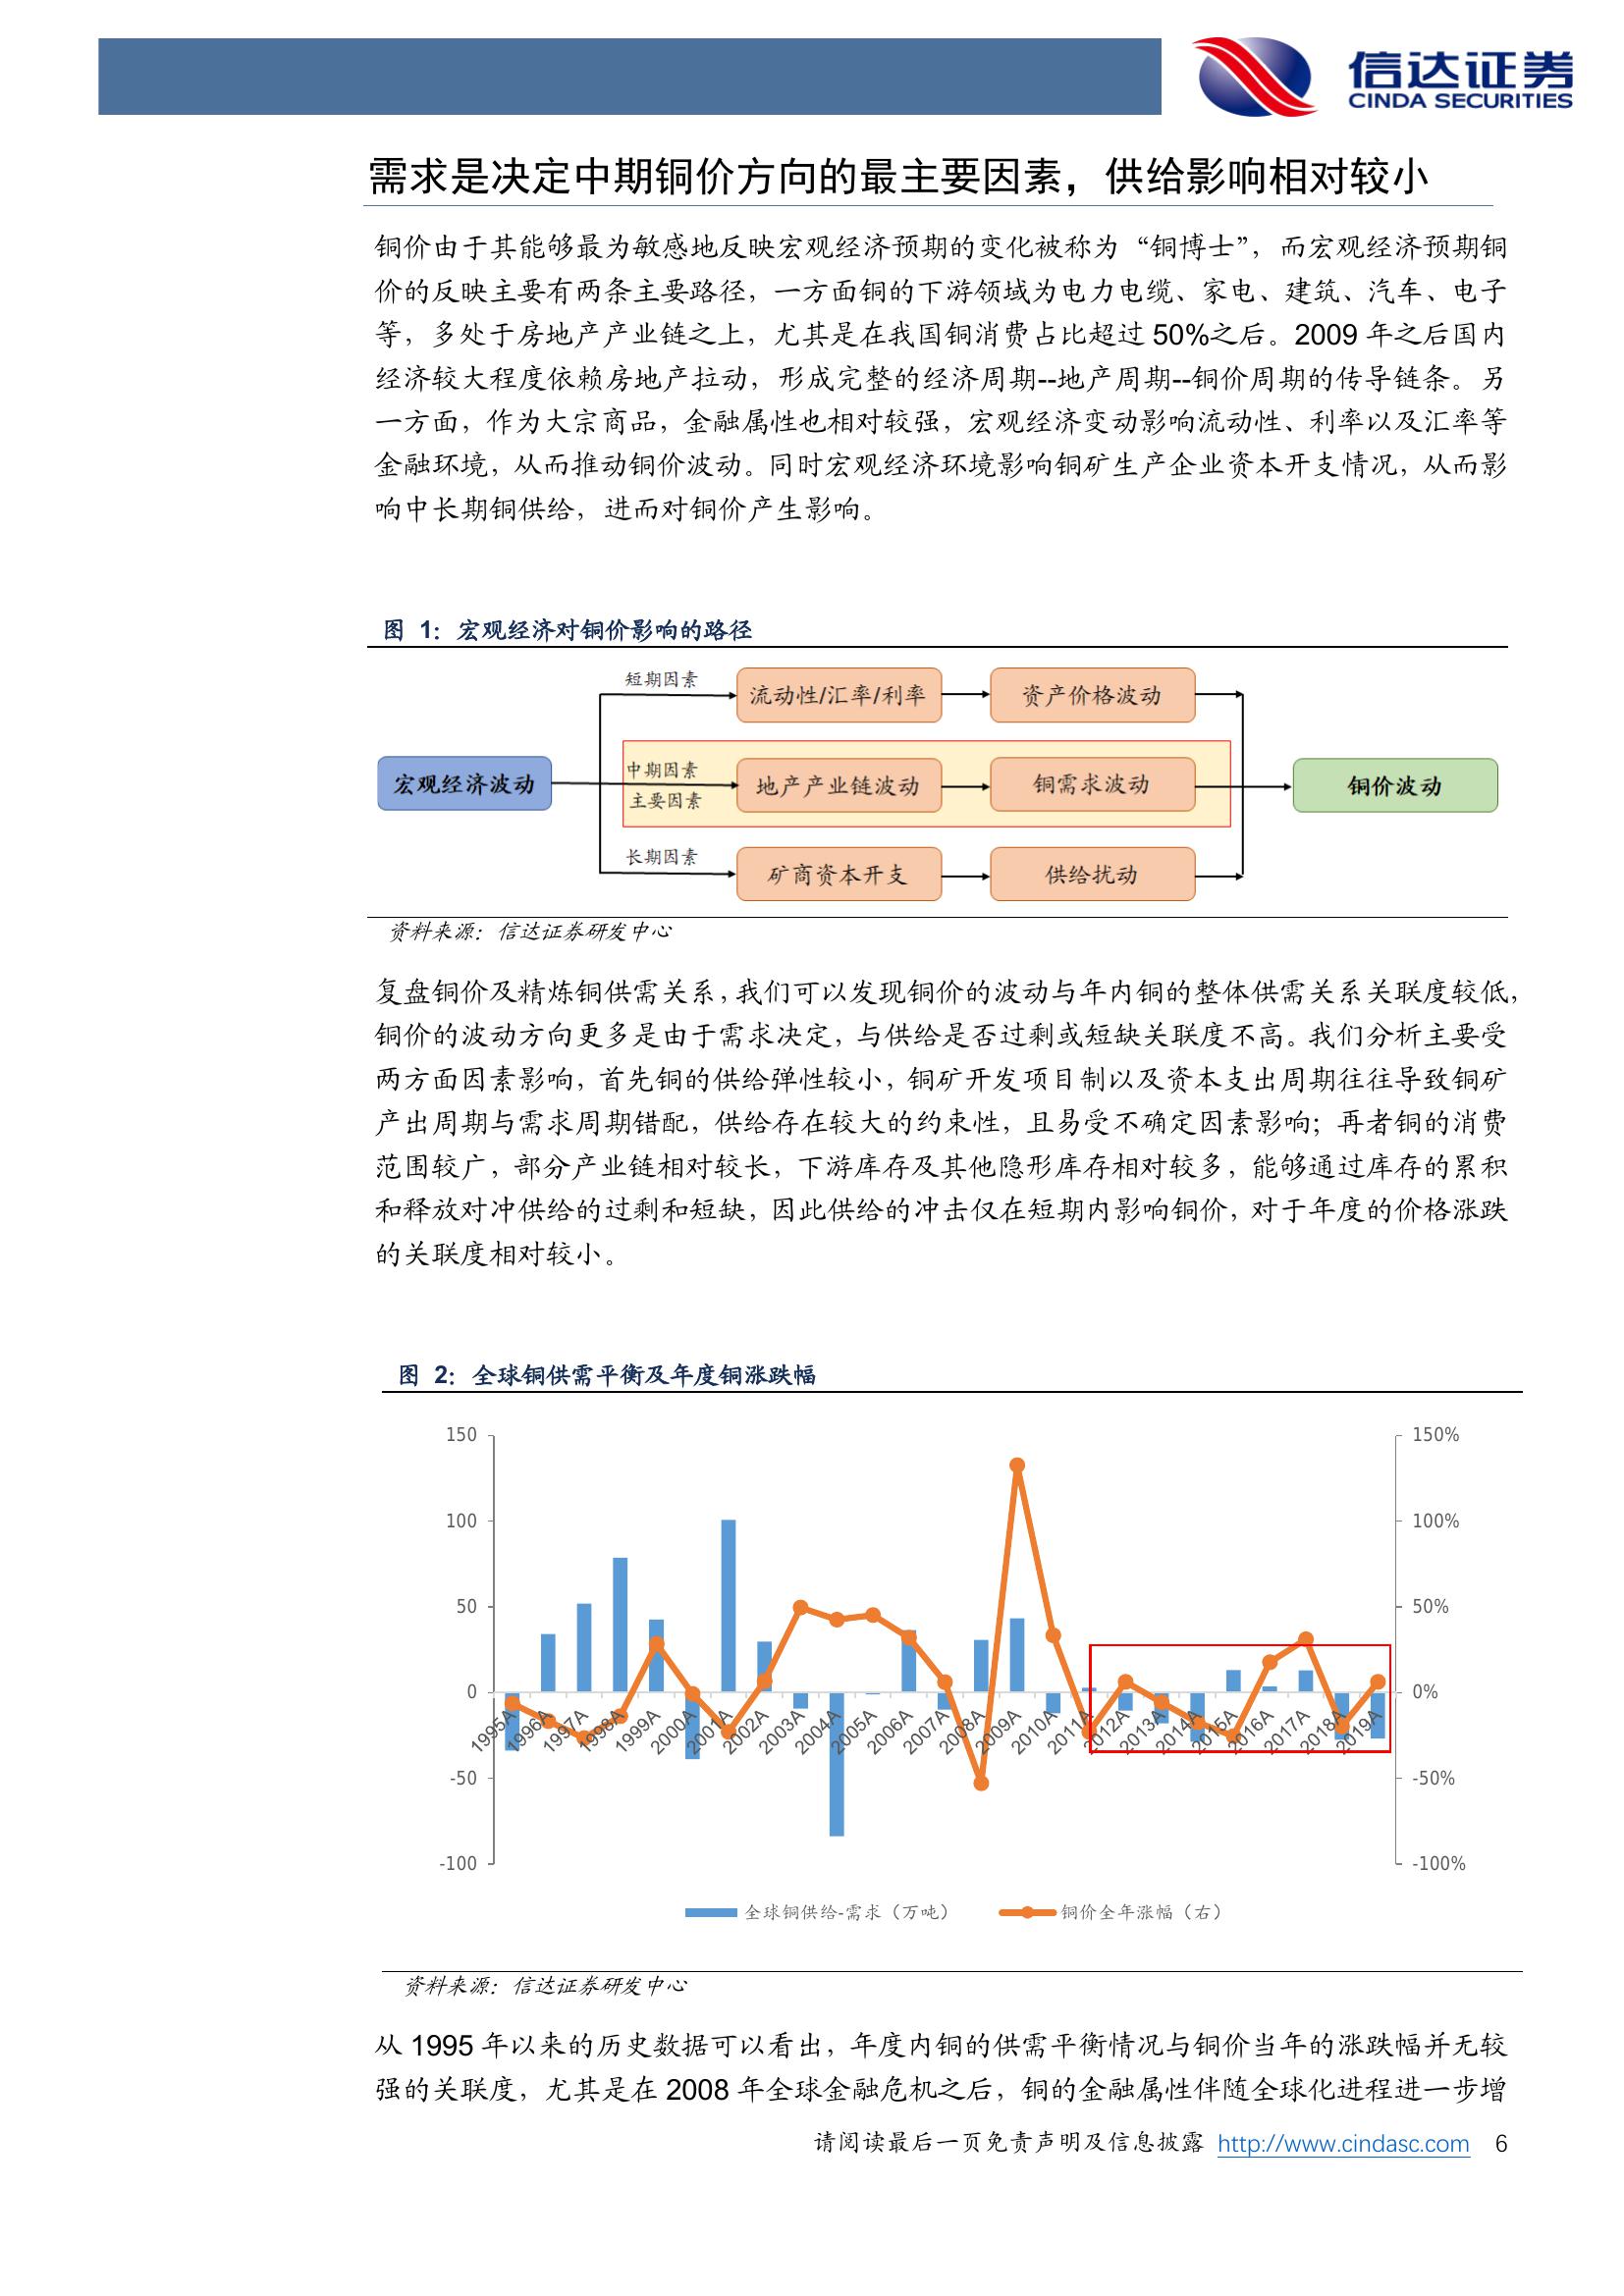 信达证券
CINDA SECURITIES
需求是决定中期铜价方向的最主要因素，供给影响相对较小
铜价由于其能够最为敏感地反映宏观经济预期的变化被称为“铜博士”，而宏观经济预期铜
价的反映主要有两条主要路径，一方面铜的下游领域为电力电缆、家电、建筑、汽车、电子
等，多处于房地产产业链之上，尤其是在我国铜消费占比超过 50%之后。2009 年之后国内
经济较大程度依赖房地产拉动，形成完整的经济周期--地产周期--铜价周期的传导链条。另
一方面，作为大宗商品，金融属性也相对较强，宏观经济变动影响流动性、利率以及汇率等
金融环境，从而推动铜价波动。同时宏观经济环境影响铜矿生产企业资本开支情况，从而影
响中长期铜供给，进而对铜价产生影响。
图 1：宏观经济对铜价影响的路径
短期因素
流动性/汇率/利率
资产价格波动
宏观经济波动
中期因素
主要因素
地产产业链波动
铜需求波动
铜价波动
长期因素
矿商资本开支
供给扰动
资料来源：信达证券研发中心
复盘铜价及精炼铜供需关系，我们可以发现铜价的波动与年内铜的整体供需关系关联度较低，
铜价的波动方向更多是由于需求决定，与供给是否过剩或短缺关联度不高。我们分析主要受
两方面因素影响，首先铜的供给弹性较小，铜矿开发项目制以及资本支出周期往往导致铜矿
产出周期与需求周期错配，供给存在较大的约束性，且易受不确定因素影响；再者铜的消费
范围较广，部分产业链相对较长，下游库存及其他隐形库存相对较多，能够通过库存的累积
和释放对冲供给的过剩和短缺，因此供给的冲击仅在短期内影响铜价，对于年度的价格涨跌
的关联度相对较小。
图 2：全球铜供需平衡及年度铜涨跌幅
150
100
50
0
-50
-100
150%
100%
50%
0%
-50%
-100%
1995A
1996A
1997A
1998A
1999A
2000A
2001A
2002A
2003A
2004A
2005A
2006A
2007A
2008A
2009A
2010A
2011A
2012A
2013A
2014A
2015A
2016A
2017A
2018A
2019A
全球铜供给-需求（万吨）
铜价全年涨幅（右）
资料来源：信达证券研发中心
从 1995 年以来的历史数据可以看出，年度内铜的供需平衡情况与铜价当年的涨跌幅并无较
强的关联度，尤其是在 2008 年全球金融危机之后，铜的金融属性伴随全球化进程进一步增
请阅读最后一页免责声明及信息披露 http://www.cindasc.com 6